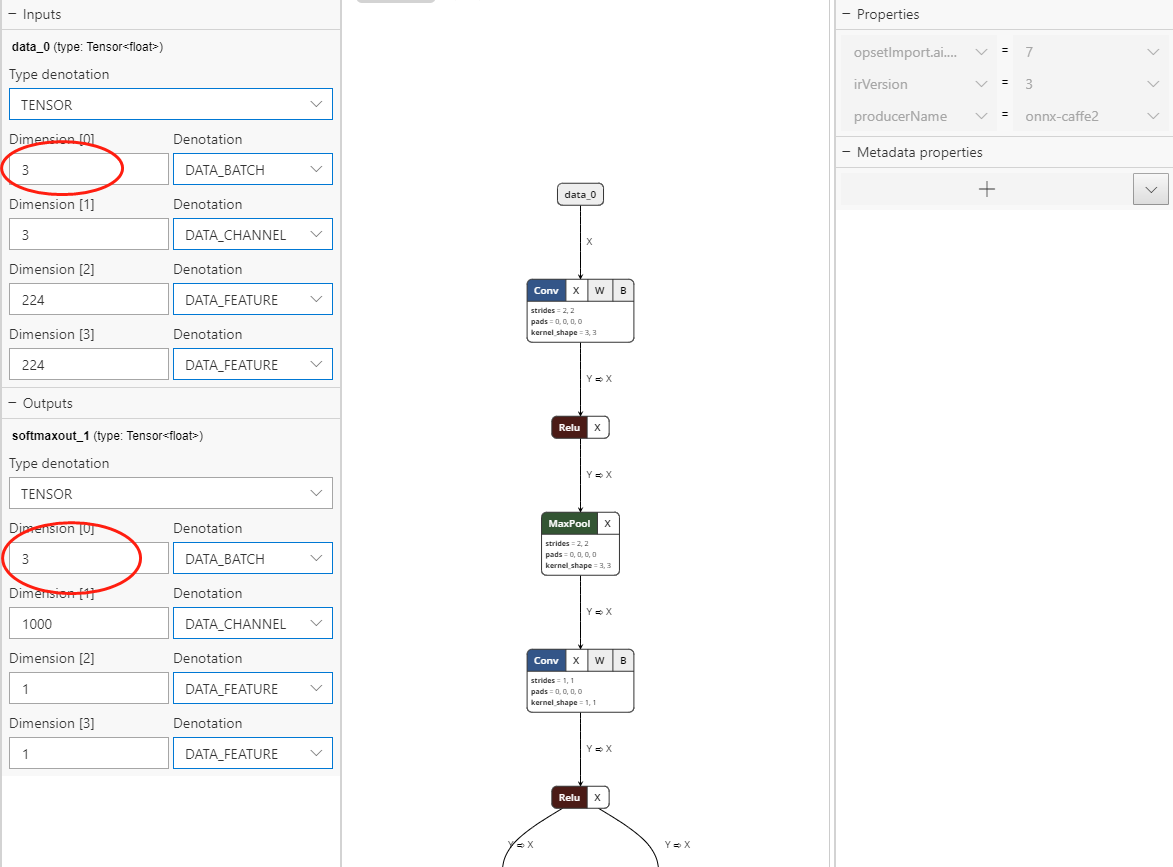 − Inputs
data_0 (type: Tensor<float>)
Type denotation
TENSOR
Dimension [0] Denotation
3 DATA_BATCH
Dimension [1] Denotation
3 DATA_CHANNEL
Dimension [2] Denotation
224 DATA_FEATURE
Dimension [3] Denotation
224 DATA_FEATURE
− Outputs
softmaxout_1 (type: Tensor<float>)
Type denotation
TENSOR
Dimension [0] Denotation
3 DATA_BATCH
Dimension [1] Denotation
1000 DATA_CHANNEL
Dimension [2] Denotation
1 DATA_FEATURE
Dimension [3] Denotation
1 DATA_FEATURE
data_0
X
Conv X W B
strides = 2, 2
pads = 0, 0, 0, 0
kernel_shape = 3, 3
Y ⇨ X
Relu X
Y ⇨ X
MaxPool X
strides = 2, 2
pads = 0, 0, 0, 0
kernel_shape = 3, 3
Y ⇨ X
Conv X W B
strides = 1, 1
pads = 0, 0, 0, 0
kernel_shape = 1, 1
Y ⇨ X
Relu X
Y ⇨ X Y ⇨ X
− Properties
opsetImport.ai.... = 7
irVersion = 3
producerName = onnx-caffe2
− Metadata properties
+